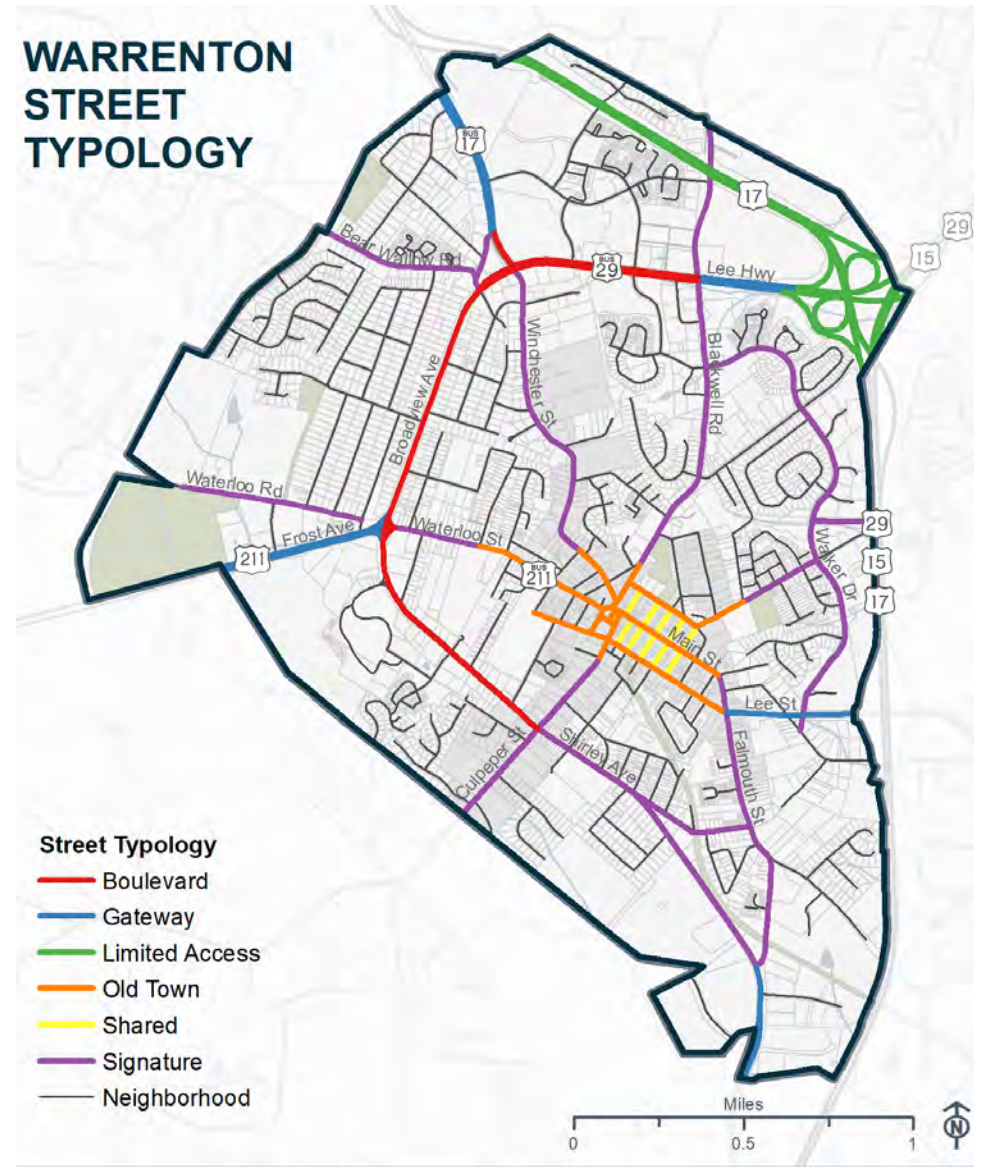 WARRENTON
STREET
TYPOLOGY
BUS
17
17
29
15
Bear Wallow Rd
BUS
29
Lee Hwy
Winchester St
Blackwell Rd
Broadview Ave
Waterloo Rd
Frost Ave
211
Waterloo St
BUS
211
29
15
17
Walker Dr
Main St
Lee St
Falmouth St
Shirley Ave
Culpeper St
Street Typology
Boulevard
Gateway
Limited Access
Old Town
Shared
Signature
Neighborhood
Miles
0 0.5 1
N